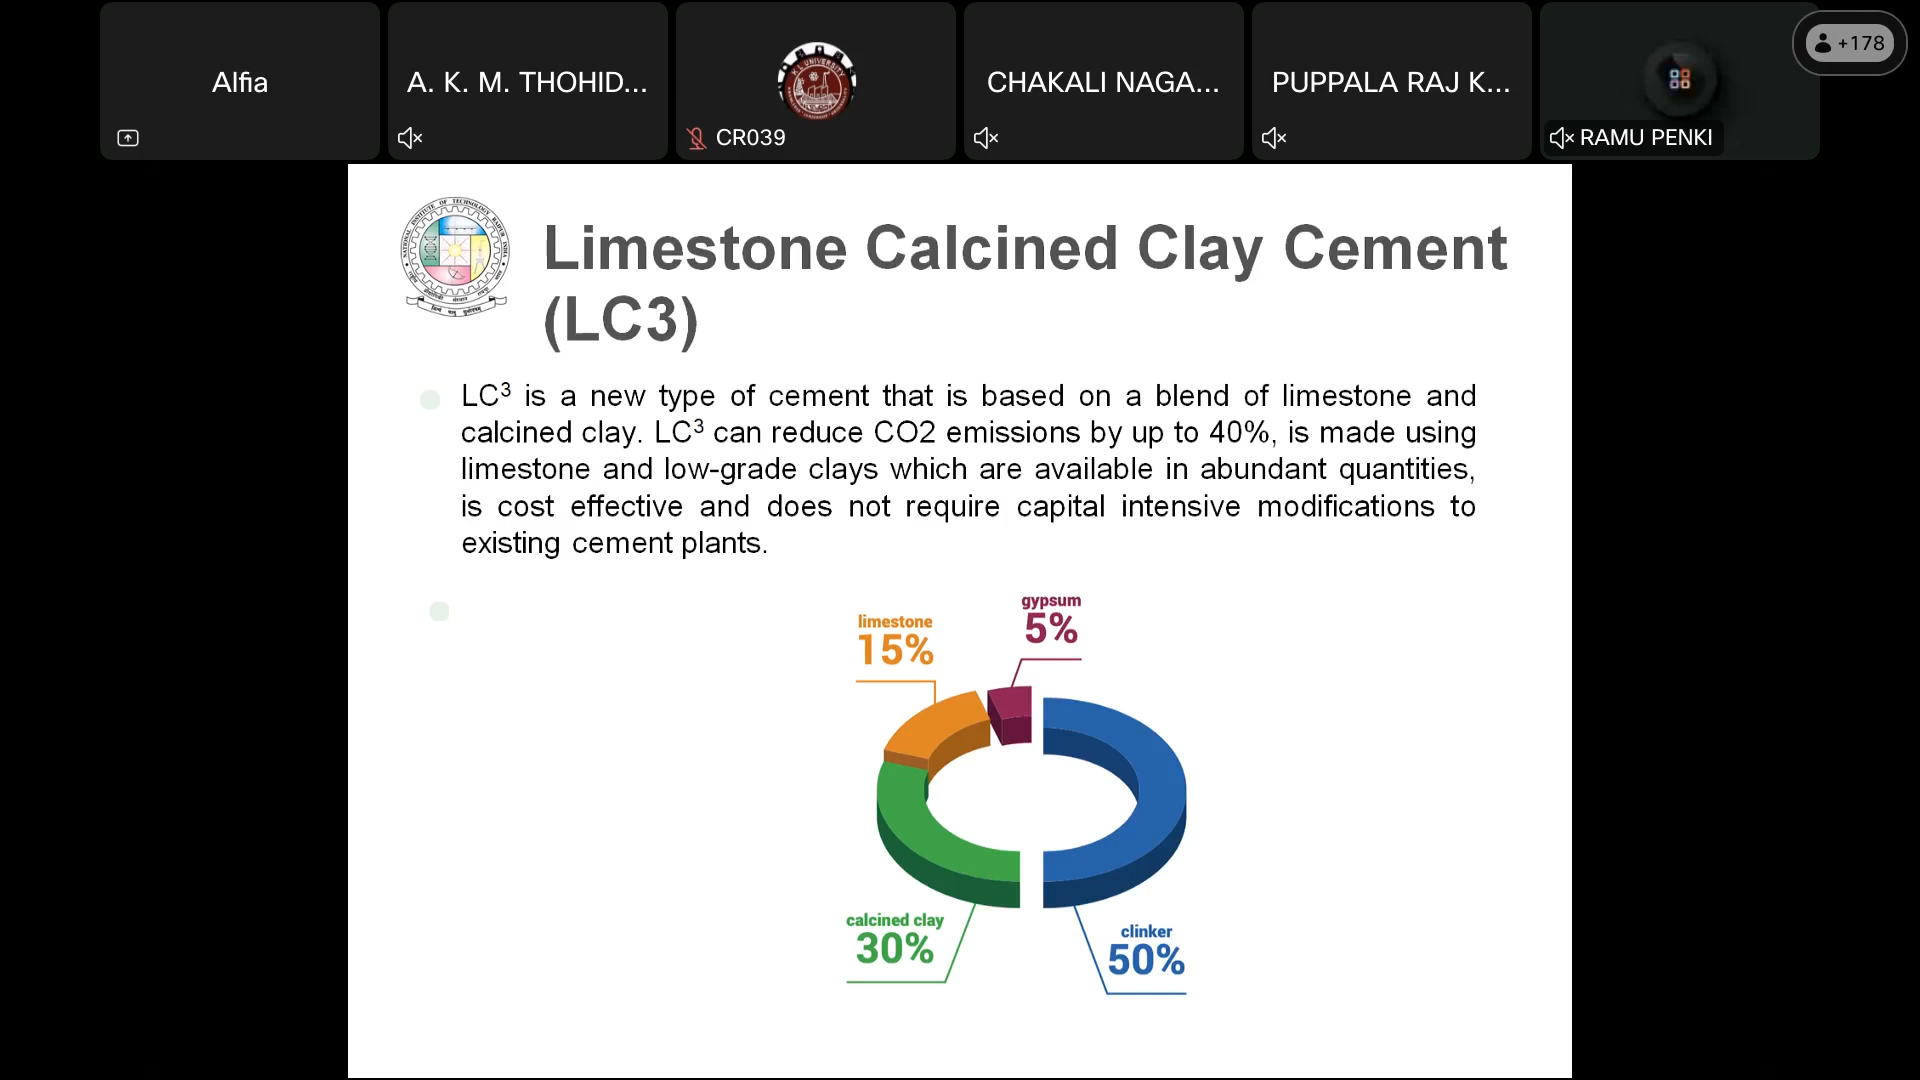 Alfia
A. K. M. THOHID...
CR039
CHAKALI NAGA...
PUPPALA RAJ K...
RAMU PENKI
+178
Limestone Calcined Clay Cement
(LC3)
LC³ is a new type of cement that is based on a blend of limestone and
calcined clay. LC³ can reduce CO2 emissions by up to 40%, is made using
limestone and low-grade clays which are available in abundant quantities,
is cost effective and does not require capital intensive modifications to
existing cement plants.
gypsum
5%
limestone
15%
calcined clay
30%
clinker
50%